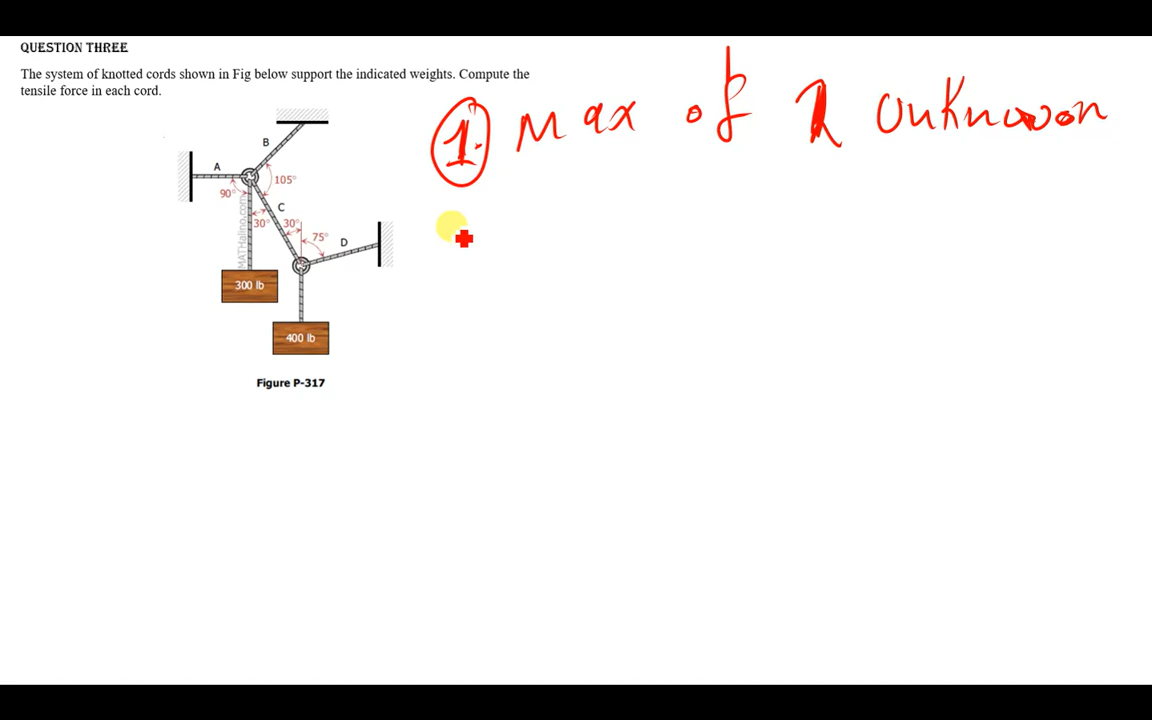 QUESTION THREE
The system of knotted cords shown in Fig below support the indicated weights. Compute the
tensile force in each cord.
1. Max of 2 Unknown
B
A
105°
90°
C
30° 30°
75° D
MATHalino.com
300 lb
400 lb
Figure P-317